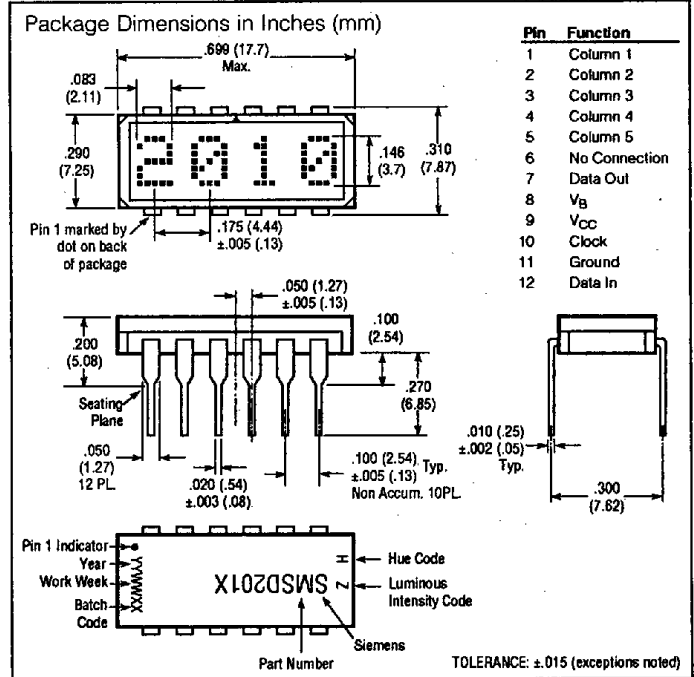 Package Dimensions in Inches (mm)
.699 (17.7)
Max.
.083
(2.11)
.290
(7.25)
2010
.146
(3.7)
.310
(7.87)
Pin 1 marked by
dot on back
of package
.175 (4.44)
±.005 (.13)
Pin Function
1 Column 1
2 Column 2
3 Column 3
4 Column 4
5 Column 5
6 No Connection
7 Data Out
8 VB
9 VCC
10 Clock
11 Ground
12 Data In
.050 (1.27)
±.005 (.13)
.200
(5.08)
.100
(2.54)
.270
(6.85)
Seating
Plane
.050
(1.27)
12 PL.
.020 (.54)
±.003 (.08)
.100 (2.54)
±.005 (.13)
Typ.
Non Accum. 10PL.
.010 (.25)
±.002 (.05)
Typ.
.300
(7.62)
Pin 1 Indicator
Year
Work Week
Batch
Code
YYWWXX
SMSD201X
H
Z
Hue Code
Luminous
Intensity Code
Siemens
Part Number
TOLERANCE: ±.015 (exceptions noted)